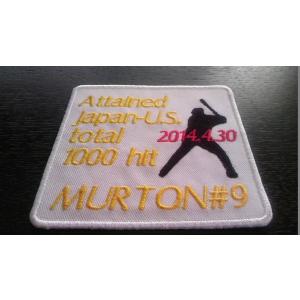 Attained
japan-U.S.
total 2014.4.30
1000 hit
MURTON#9